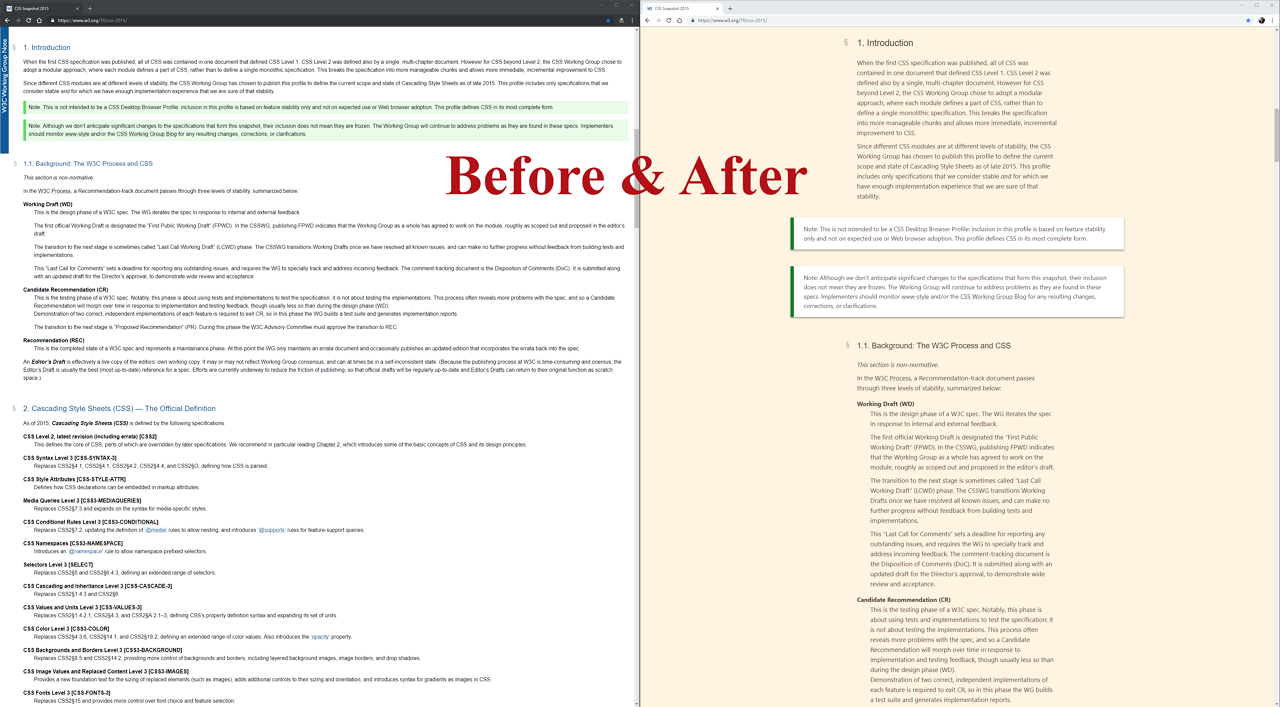 CSS Snapshot 2015
https://www.w3.org/TR/css-2015/
W3C Working Group Note
§ 1. Introduction
When the first CSS specification was published, all of CSS was contained in one document that defined CSS Level 1. CSS Level 2 was defined also by a single, multi-chapter document. However for CSS beyond Level 2, the CSS Working Group chose to
adopt a modular approach, where each module defines a part of CSS, rather than to define a single monolithic specification. This breaks the specification into more manageable chunks and allows more immediate, incremental improvement to CSS.
Since different CSS modules are at different levels of stability, the CSS Working Group has chosen to publish this profile to define the current scope and state of Cascading Style Sheets as of late 2015. This profile includes only specifications that we
consider stable and for which we have enough implementation experience that we are sure of that stability.
Note: This is not intended to be a CSS Desktop Browser Profile: inclusion in this profile is based on feature stability only and not on expected use or Web browser adoption. This profile defines CSS in its most complete form.
Note: Although we don't anticipate significant changes to the specifications that form this snapshot, their inclusion does not mean they are frozen. The Working Group will continue to address problems as they are found in these specs. Implementers
should monitor www-style and/or the CSS Working Group Blog for any resulting changes, corrections, or clarifications.
§ 1.1. Background: The W3C Process and CSS
This section is non-normative.
In the W3C Process, a Recommendation-track document passes through three levels of stability, summarized below:
Working Draft (WD)
This is the design phase of a W3C spec. The WG iterates the spec in response to internal and external feedback.
The first official Working Draft is designated the “First Public Working Draft” (FPWD). In the CSSWG, publishing FPWD indicates that the Working Group as a whole has agreed to work on the module, roughly as scoped out and proposed in the editor’s
draft.
The transition to the next stage is sometimes called “Last Call Working Draft” (LCWD) phase. The CSSWG transitions Working Drafts once we have resolved all known issues, and can make no further progress without feedback from building tests and
implementations.
This “Last Call for Comments” sets a deadline for reporting any outstanding issues, and requires the WG to specially track and address incoming feedback. The comment-tracking document is the Disposition of Comments (DoC). It is submitted along
with an updated draft for the Director’s approval, to demonstrate wide review and acceptance.
Candidate Recommendation (CR)
This is the testing phase of a W3C spec. Notably, this phase is about using tests and implementations to test the specification: it is not about testing the implementations. This process often reveals more problems with the spec, and so a Candidate
Recommendation will morph over time in response to implementation and testing feedback, though usually less so than during the design phase (WD).
Demonstration of two correct, independent implementations of each feature is required to exit CR, so in this phase the WG builds a test suite and generates implementation reports.
The transition to the next stage is “Proposed Recommendation” (PR). During this phase the W3C Advisory Committee must approve the transition to REC.
Recommendation (REC)
This is the completed state of a W3C spec and represents a maintenance phase. At this point the WG only maintains an errata document and occasionally publishes an updated edition that incorporates the errata back into the spec.
An Editor’s Draft is effectively a live copy of the editors’ own working copy. It may or may not reflect Working Group consensus, and can at times be in a self-inconsistent state. (Because the publishing process at W3C is time-consuming and onerous, the
Editor’s Draft is usually the best (most up-to-date) reference for a spec. Efforts are currently underway to reduce the friction of publishing, so that official drafts will be regularly up-to-date and Editor’s Drafts can return to their original function as scratch
space.)
§ 2. Cascading Style Sheets (CSS) — The Official Definition
As of 2015, Cascading Style Sheets (CSS) is defined by the following specifications.
CSS Level 2, latest revision (including errata) [CSS2]
This defines the core of CSS, parts of which are overridden by later specifications. We recommend in particular reading Chapter 2, which introduces some of the basic concepts of CSS and its design principles.
CSS Syntax Level 3 [CSS-SYNTAX-3]
Replaces CSS2§4.1, CSS2§4.1, CSS2§4.2, CSS2§4.4, and CSS2§G, defining how CSS is parsed.
CSS Style Attributes [CSS-STYLE-ATTR]
Defines how CSS declarations can be embedded in markup attributes.
Media Queries Level 3 [CSS3-MEDIAQUERIES]
Replaces CSS2§7.3 and expands on the syntax for media-specific styles.
CSS Conditional Rules Level 3 [CSS3-CONDITIONAL]
Replaces CSS2§7.2, updating the definition of ‘@media’ rules to allow nesting, and introduces ‘@supports’ rules for feature-support queries.
CSS Namespaces [CSS3-NAMESPACE]
Introduces an ‘@namespace’ rule to allow namespace-prefixed selectors.
Selectors Level 3 [SELECT]
Replaces CSS2§5 and CSS2§6.4.3, defining an extended range of selectors.
CSS Cascading and Inheritance Level 3 [CSS-CASCADE-3]
Replaces CSS2§1.4.3 and CSS2§6
CSS Values and Units Level 3 [CSS-VALUES-3]
Replaces CSS2§1.4.2.1, CSS2§4.3, and CSS2§A.2.1–3, defining CSS’s property definition syntax and expanding its set of units.
CSS Color Level 3 [CSS3-COLOR]
Replaces CSS2§4.3.6, CSS2§14.1, and CSS2§18.2, defining an extended range of color values. Also introduces the ‘opacity’ property.
CSS Backgrounds and Borders Level 3 [CSS3-BACKGROUND]
Replaces CSS2§8.5 and CSS2§14.2, providing more control of backgrounds and borders, including layered background images, image borders, and drop shadows.
CSS Image Values and Replaced Content Level 3 [CSS3-IMAGES]
Provides a new foundation text for the sizing of replaced elements (such as images), adds additional controls to their sizing and orientation, and introduces syntax for gradients as images in CSS.
CSS Fonts Level 3 [CSS-FONTS-3]
Replaces CSS2§15 and provides more control over font choice and feature selection.
Before & After
CSS Snapshot 2015
https://www.w3.org/TR/css-2015/
§ 1. Introduction
When the first CSS specification was published, all of CSS was
contained in one document that defined CSS Level 1. CSS Level 2 was
defined also by a single, multi-chapter document. However for CSS
beyond Level 2, the CSS Working Group chose to adopt a modular
approach, where each module defines a part of CSS, rather than to
define a single monolithic specification. This breaks the specification
into more manageable chunks and allows more immediate, incremental
improvement to CSS.
Since different CSS modules are at different levels of stability, the CSS
Working Group has chosen to publish this profile to define the current
scope and state of Cascading Style Sheets as of late 2015. This profile
includes only specifications that we consider stable and for which we
have enough implementation experience that we are sure of that
stability.
Note: This is not intended to be a CSS Desktop Browser Profile: inclusion in this profile is based on feature stability
only and not on expected use or Web browser adoption. This profile defines CSS in its most complete form.
Note: Although we don't anticipate significant changes to the specifications that form this snapshot, their inclusion
does not mean they are frozen. The Working Group will continue to address problems as they are found in these
specs. Implementers should monitor www-style and/or the CSS Working Group Blog for any resulting changes,
corrections, or clarifications.
§ 1.1. Background: The W3C Process and CSS
This section is non-normative.
In the W3C Process, a Recommendation-track document passes
through three levels of stability, summarized below:
Working Draft (WD)
This is the design phase of a W3C spec. The WG iterates the spec
in response to internal and external feedback.
The first official Working Draft is designated the “First Public
Working Draft” (FPWD). In the CSSWG, publishing FPWD indicates
that the Working Group as a whole has agreed to work on the
module, roughly as scoped out and proposed in the editor’s draft.
The transition to the next stage is sometimes called “Last Call
Working Draft” (LCWD) phase. The CSSWG transitions Working
Drafts once we have resolved all known issues, and can make no
further progress without feedback from building tests and
implementations.
This “Last Call for Comments” sets a deadline for reporting any
outstanding issues, and requires the WG to specially track and
address incoming feedback. The comment-tracking document is
the Disposition of Comments (DoC). It is submitted along with an
updated draft for the Director’s approval, to demonstrate wide
review and acceptance.
Candidate Recommendation (CR)
This is the testing phase of a W3C spec. Notably, this phase is
about using tests and implementations to test the specification: it
is not about testing the implementations. This process often
reveals more problems with the spec, and so a Candidate
Recommendation will morph over time in response to
implementation and testing feedback, though usually less so than
during the design phase (WD).
Demonstration of two correct, independent implementations of
each feature is required to exit CR, so in this phase the WG builds
a test suite and generates implementation reports.